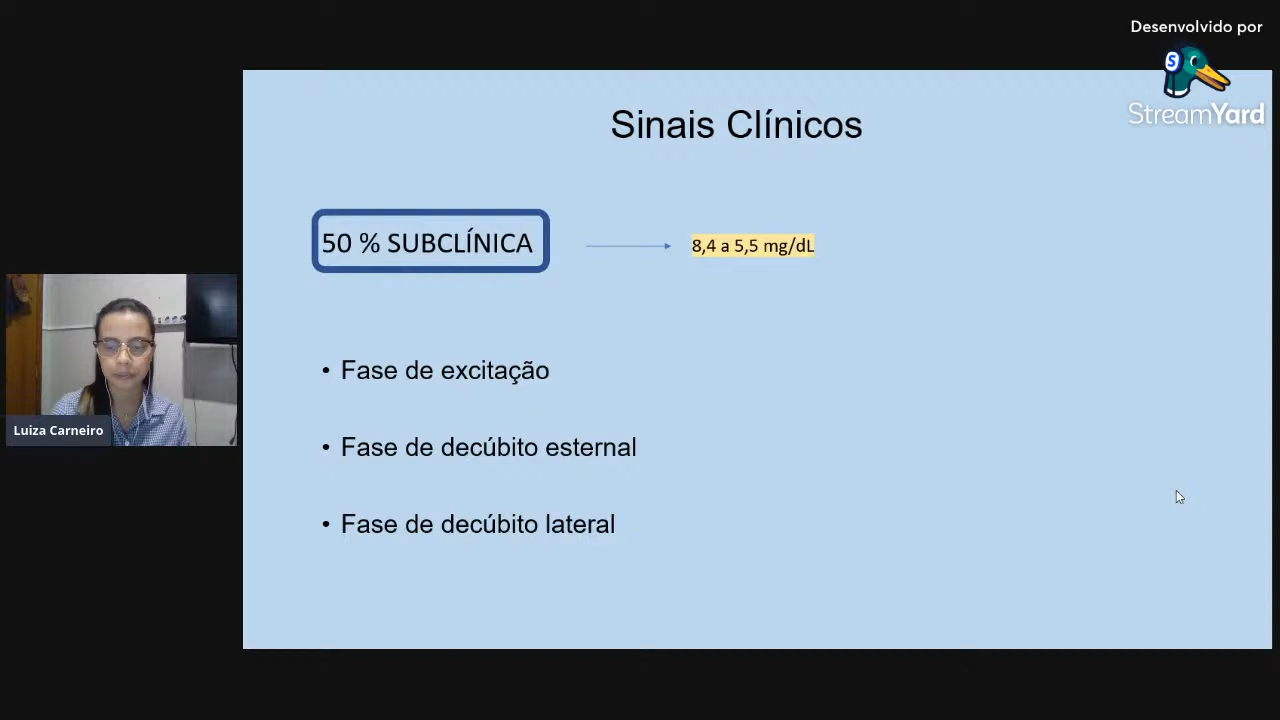 Desenvolvido por
S
StreamYard
Sinais Clínicos
50 % SUBCLÍNICA
8,4 a 5,5 mg/dL
• Fase de excitação
• Fase de decúbito esternal
• Fase de decúbito lateral
Luiza Carneiro